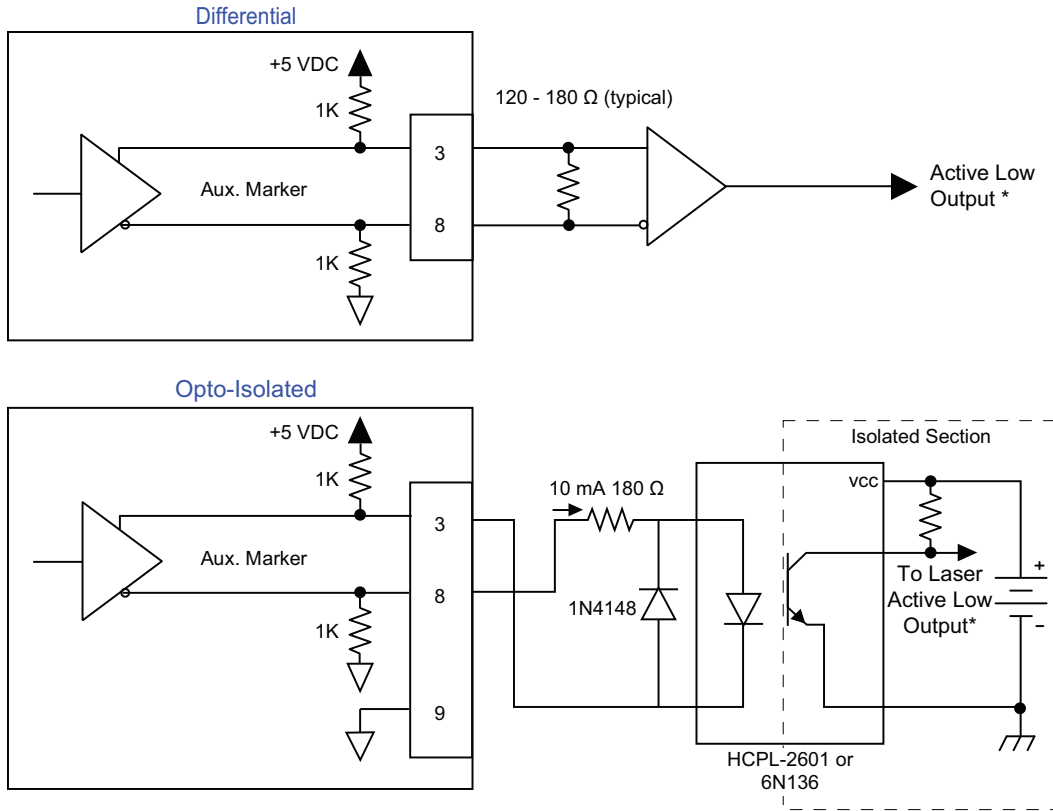 Differential
+5 VDC
1K
120 - 180 Ω (typical)
3
Aux. Marker
8
1K
Active Low
Output *
Opto-Isolated
+5 VDC
1K
3
Aux. Marker
8
1K
9
10 mA 180 Ω
1N4148
Isolated Section
vcc
To Laser
Active Low
Output*
+
–
HCPL-2601 or
6N136